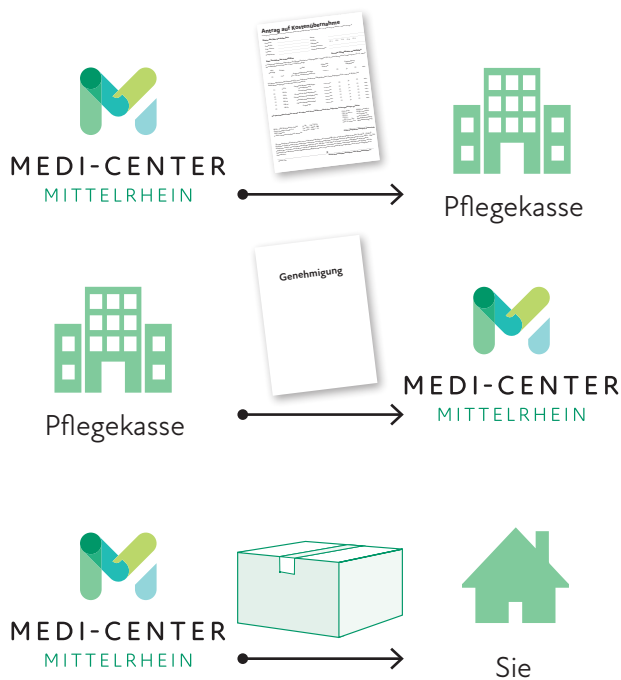 Antrag auf Kostenübernahme
MEDI-CENTER
MITTELRHEIN
Pflegekasse
Genehmigung
Pflegekasse
MEDI-CENTER
MITTELRHEIN
MEDI-CENTER
MITTELRHEIN
Sie